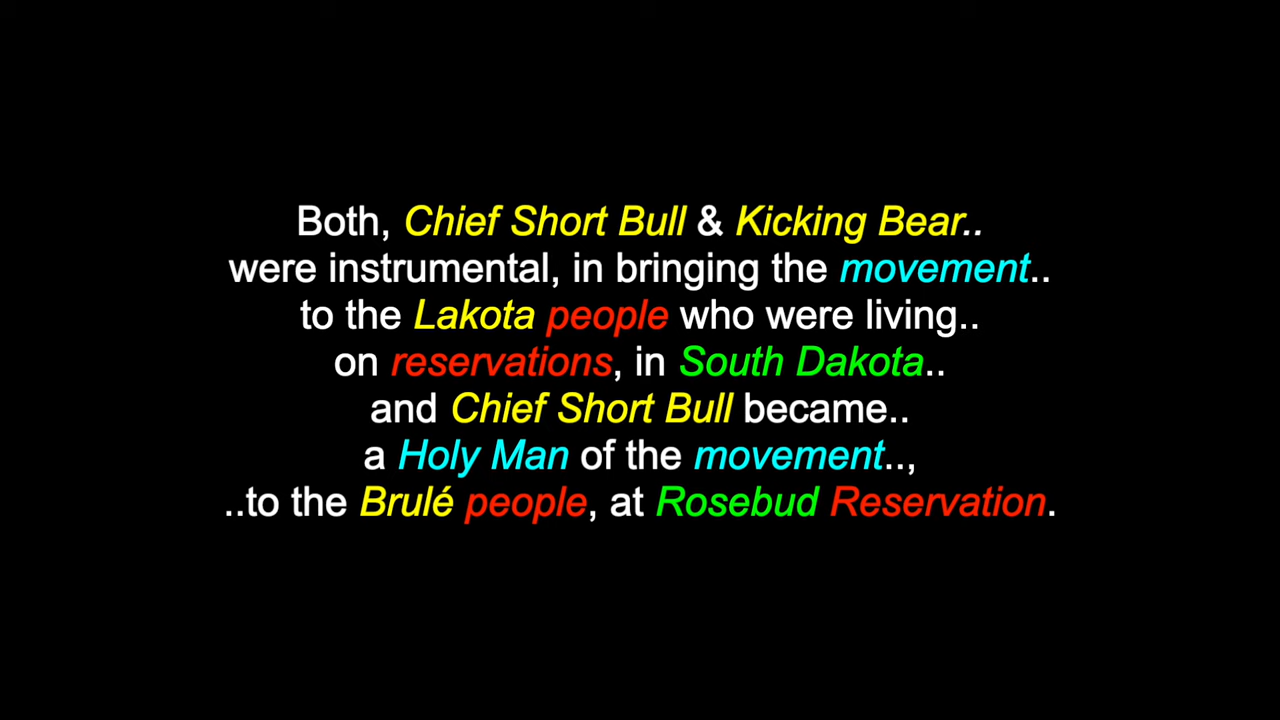 Both, Chief Short Bull & Kicking Bear..
were instrumental, in bringing the movement..
to the Lakota people who were living..
on reservations, in South Dakota..
and Chief Short Bull became..
a Holy Man of the movement..,
..to the Brulé people, at Rosebud Reservation.